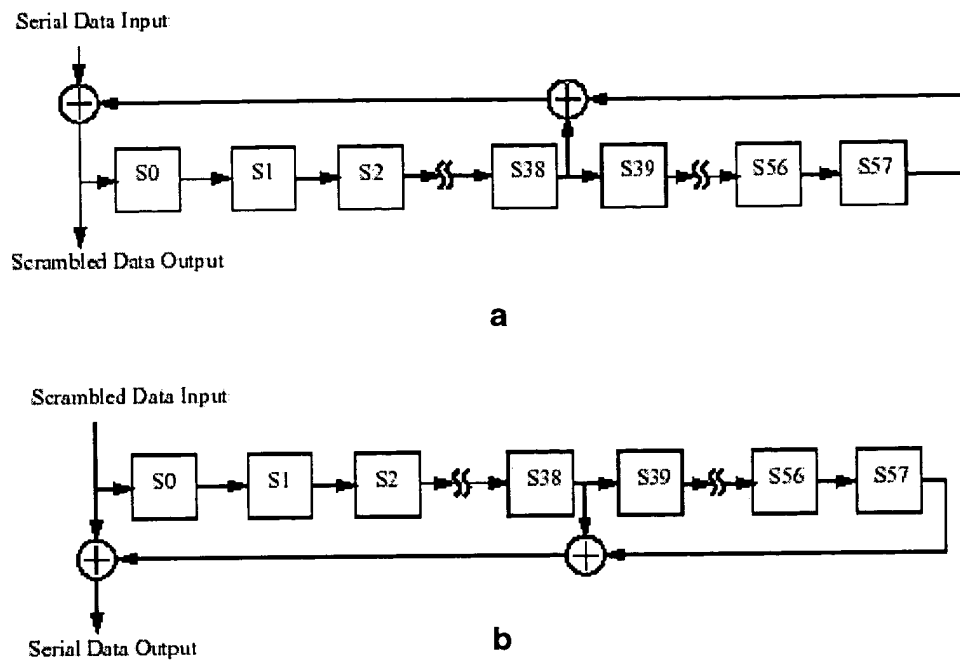 Serial Data Input
S0 S1 S2 S38 S39 S56 S57
Scrambled Data Output
a
Scrambled Data Input
S0 S1 S2 S38 S39 S56 S57
Serial Data Output
b